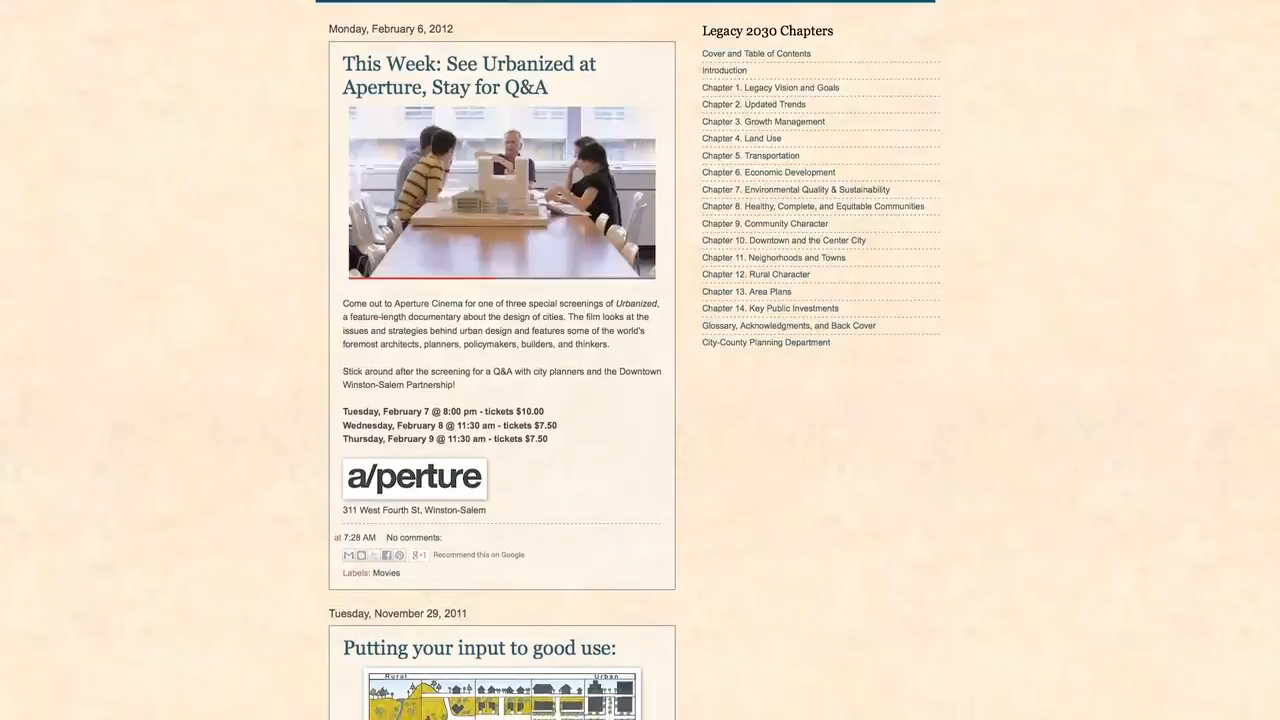 Monday, February 6, 2012
This Week: See Urbanized at
Aperture, Stay for Q&A
Come out to Aperture Cinema for one of three special screenings of Urbanized,
a feature-length documentary about the design of cities. The film looks at the
issues and strategies behind urban design and features some of the world's
foremost architects, planners, policymakers, builders, and thinkers.
Stick around after the screening for a Q&A with city planners and the Downtown
Winston-Salem Partnership!
Tuesday, February 7 @ 8:00 pm - tickets $10.00
Wednesday, February 8 @ 11:30 am - tickets $7.50
Thursday, February 9 @ 11:30 am - tickets $7.50
a/perture
311 West Fourth St, Winston-Salem
at 7:28 AM No comments:
g+1 Recommend this on Google
Labels: Movies
Tuesday, November 29, 2011
Putting your input to good use:
Rural Urban
Legacy 2030 Chapters
Cover and Table of Contents
Introduction
Chapter 1. Legacy Vision and Goals
Chapter 2. Updated Trends
Chapter 3. Growth Management
Chapter 4. Land Use
Chapter 5. Transportation
Chapter 6. Economic Development
Chapter 7. Environmental Quality & Sustainability
Chapter 8. Healthy, Complete, and Equitable Communities
Chapter 9. Community Character
Chapter 10. Downtown and the Center City
Chapter 11. Neighorhoods and Towns
Chapter 12. Rural Character
Chapter 13. Area Plans
Chapter 14. Key Public Investments
Glossary, Acknowledgments, and Back Cover
City-County Planning Department